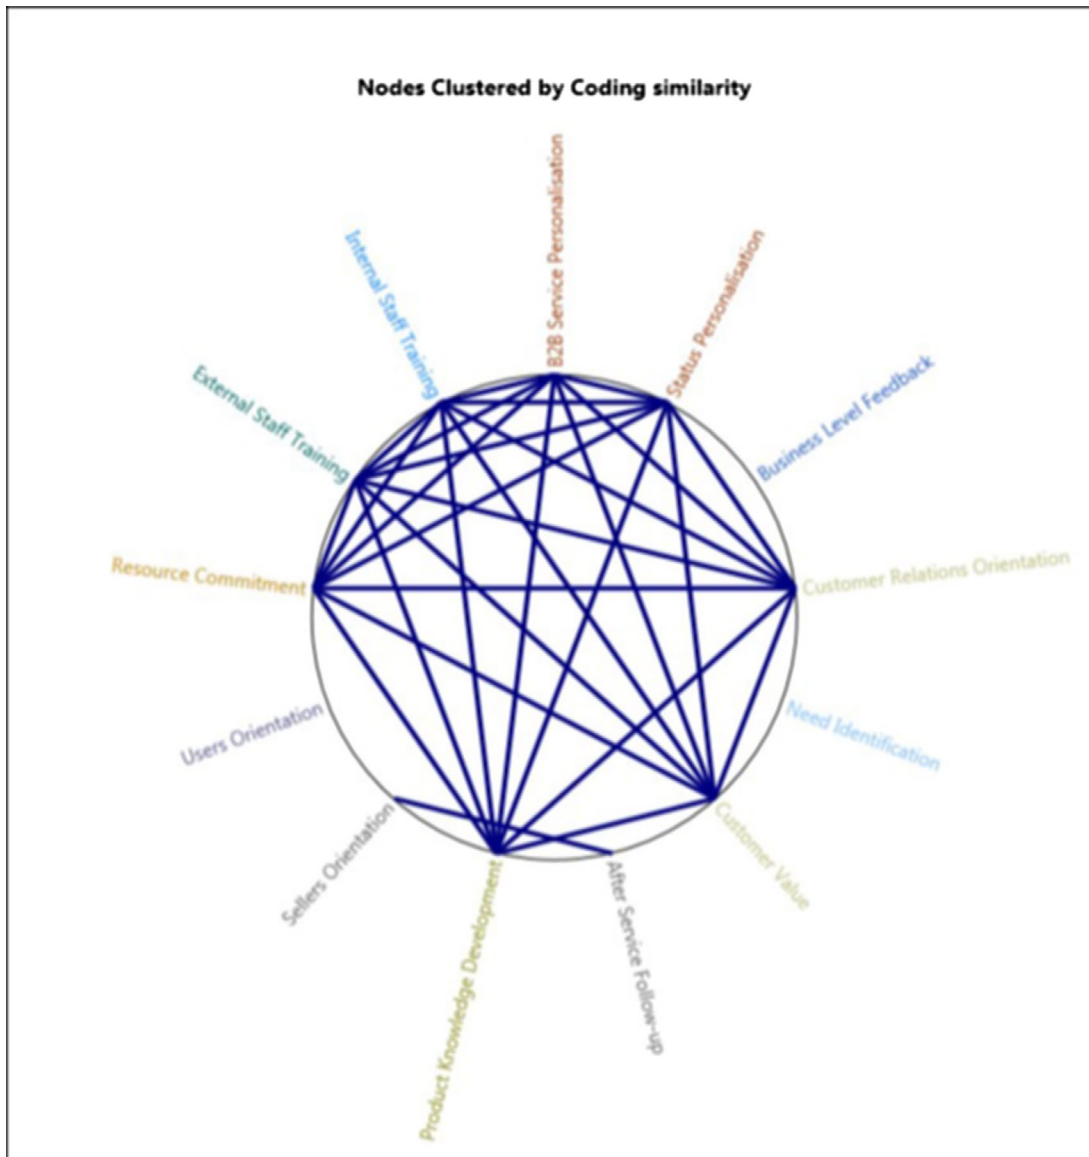 Nodes Clustered by Coding similarity
B2B Service Personalisation
Status Personalisation
Business Level Feedback
Customer Relations Orientation
Need Identification
Customer Value
After Service Follow-up
Product Knowledge Development
Sellers Orientation
Users Orientation
Resource Commitment
External Staff Training
Internal Staff Training